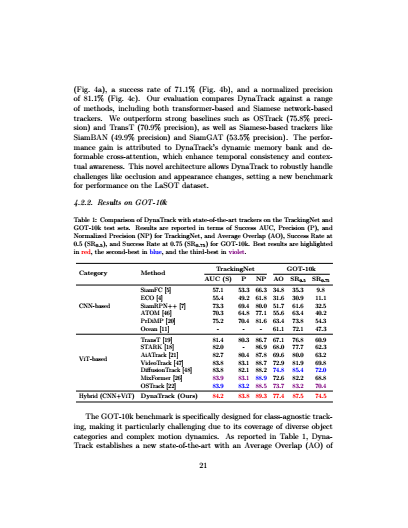 (Fig. 4a), a success rate of 71.1% (Fig. 4b), and a normalized precision
of 81.1% (Fig. 4c). Our evaluation compares DynaTrack against a range
of methods, including both transformer-based and Siamese network-based
trackers. We outperform strong baselines such as OSTrack (75.8% preci-
sion) and TransT (70.9% precision), as well as Siamese-based trackers like
SiamBAN (49.9% precision) and SiamGAT (53.5% precision). The perfor-
mance gain is attributed to DynaTrack's dynamic memory bank and de-
formable cross-attention, which enhance temporal consistency and contex-
tual awareness. This novel architecture allows DynaTrack to robustly handle
challenges like occlusion and appearance changes, setting a new benchmark
for performance on the LaSOT dataset.
4.2.2. Results on GOT-10k
Table 1: Comparison of DynaTrack with state-of-the-art trackers on the TrackingNet and
GOT-10k test sets. Results are reported in terms of Success AUC, Precision (P), and
Normalized Precision (NP) for TrackingNet, and Average Overlap (AO), Success Rate at
0.5 (SR0.5), and Success Rate at 0.75 (SR0.75) for GOT-10k. Best results are highlighted
in red, the second-best in blue, and the third-best in violet.
Category Method TrackingNet GOT-10k
AUC (S) P NP AO SR0.5 SR0.75
CNN-based
SiamFC [5] 57.1 53.3 66.3 34.8 35.3 9.8
ECO [4] 55.4 49.2 61.8 31.6 30.9 11.1
SiamRPN++ [7] 73.3 69.4 80.0 51.7 61.6 32.5
ATOM [46] 70.3 64.8 77.1 55.6 63.4 40.2
PrDiMP [29] 75.2 70.4 81.6 63.4 73.8 54.3
Ocean [11] - - - 61.1 72.1 47.3
ViT-based
TransT [19] 81.4 80.3 86.7 67.1 76.8 60.9
STARK [18] 82.0 - 86.9 68.0 77.7 62.3
AiATrack [21] 82.7 80.4 87.8 69.6 80.0 63.2
VideoTrack [47] 83.8 83.1 88.7 72.9 81.9 69.8
DiffusionTrack [48] 83.8 82.1 88.2 74.8 85.4 72.0
MixFormer [26] 83.9 83.1 88.9 72.6 82.2 68.8
OSTrack [22] 83.9 83.2 88.5 73.7 83.2 70.4
Hybrid (CNN+ViT) DynaTrack (Ours) 84.2 83.8 89.3 77.4 87.5 74.5
The GOT-10k benchmark is specifically designed for class-agnostic track-
ing, making it particularly challenging due to its coverage of diverse object
categories and complex motion dynamics. As reported in Table 1, Dyna-
Track establishes a new state-of-the-art with an Average Overlap (AO) of
21